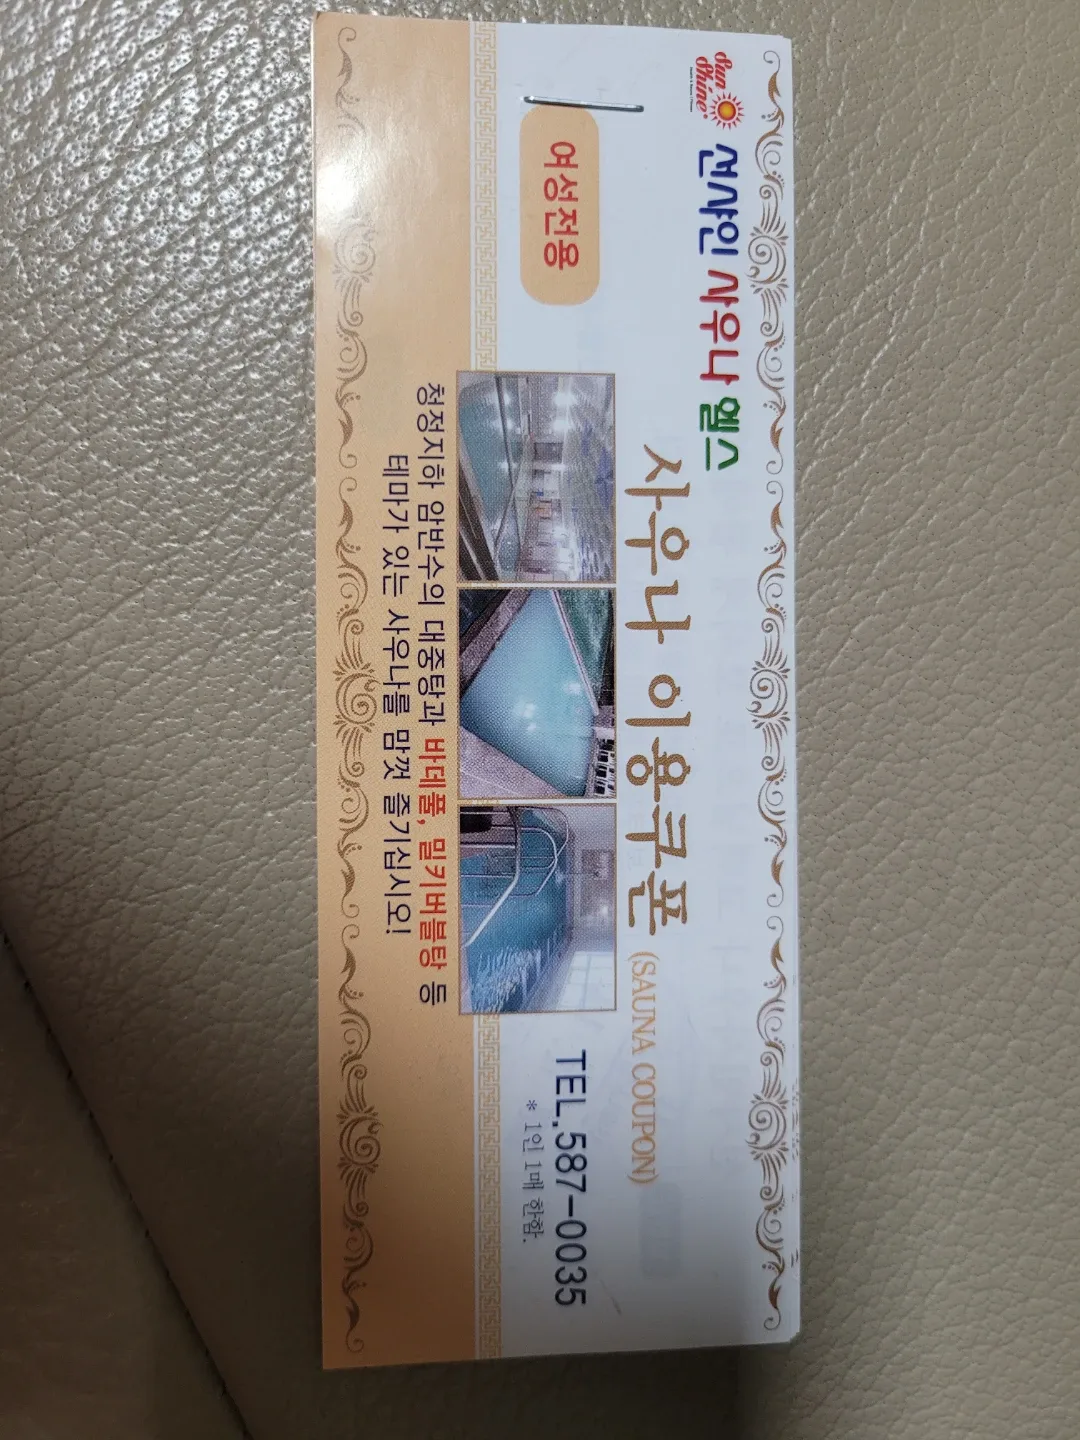 Sun
Shine
선샤인 사우나 헬스
사우나 이용쿠폰 (SAUNA COUPON)
여성전용
TEL.587-0035
* 1인 1매 한함.
청정지하 암반수의 대중탕과 바데풀, 밀키버블탕 등
테마가 있는 사우나를 맘껏 즐기십시오!